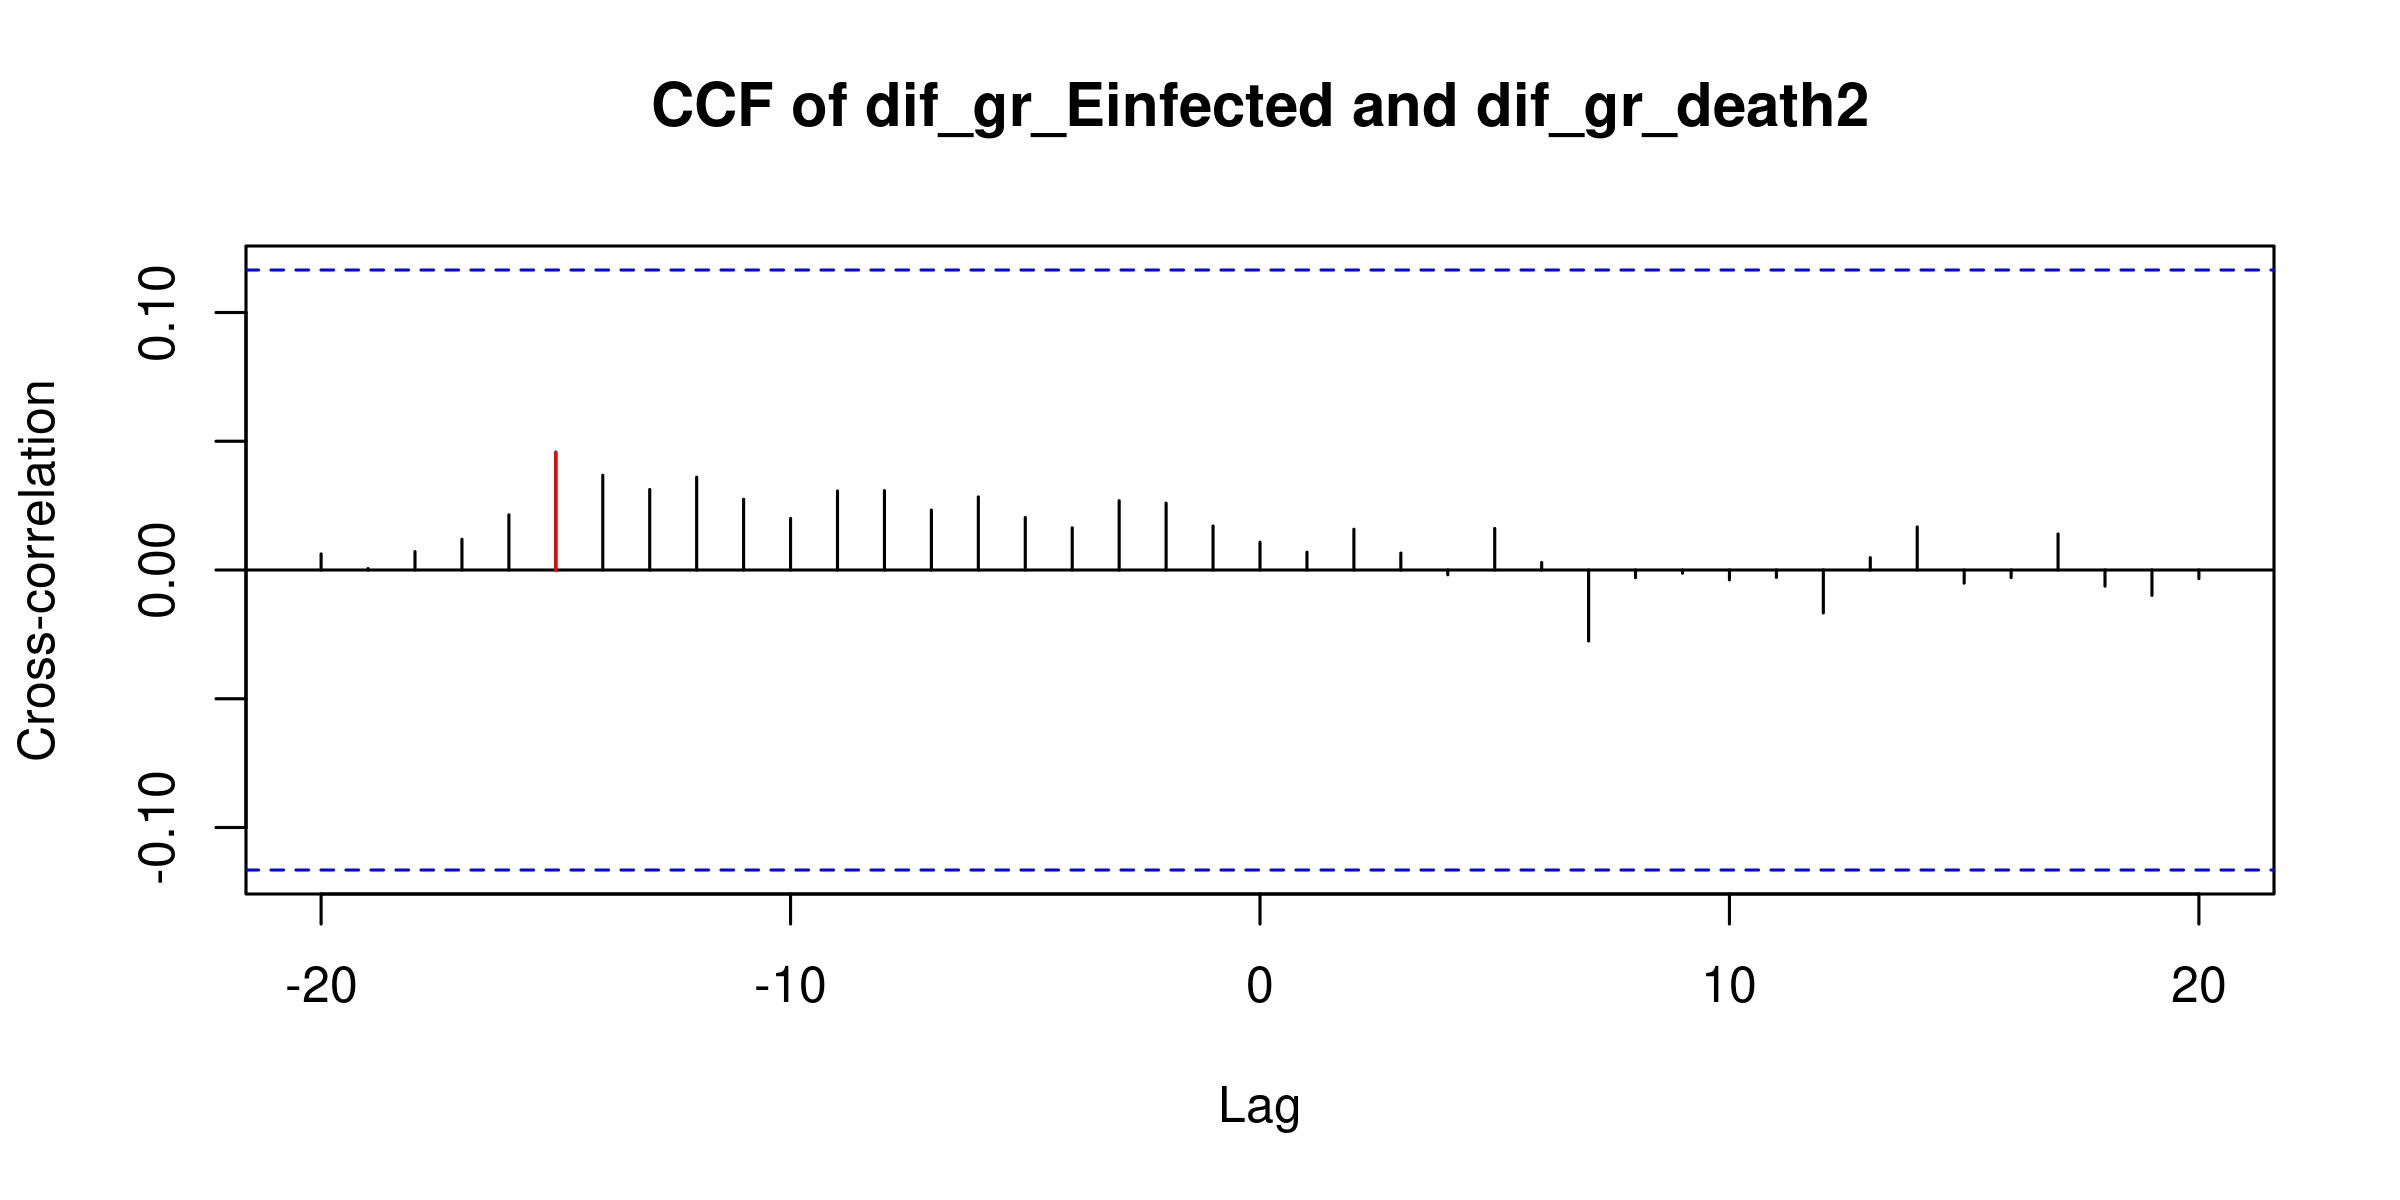 CCF of dif_gr_Einfected and dif_gr_death2
Cross-correlation
0.10
0.00
-0.10
-20 -10 0 10 20
Lag